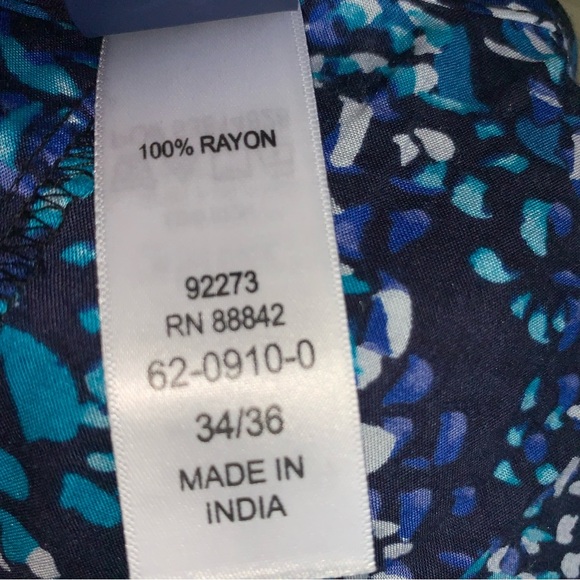 100% RAYON
92273
RN 88842
62-0910-0
34/36
MADE IN
INDIA